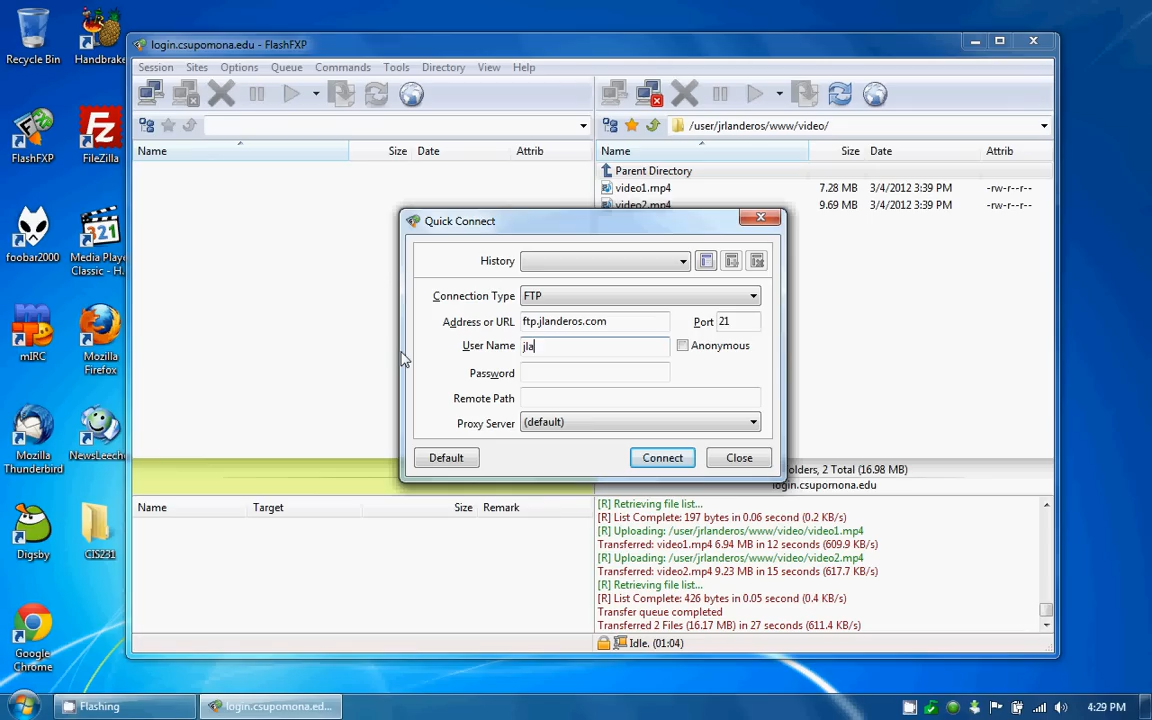 Recycle Bin
Handbrake
FlashFXP
FileZilla
foobar2000
Media Play...
Classic - H...
mIRC
Mozilla
Firefox
Mozilla
Thunderbird
NewsLeech...
Digsby
CIS231
Google
Chrome
login.csupomona.edu - FlashFXP
Session Sites Options Queue Commands Tools Directory View Help
/user/jrlanderos/www/video/
Name Size Date Attrib
Name Size Date Attrib
Parent Directory
video1.mp4 7.28 MB 3/4/2012 3:39 PM -rw-r--r--
video2.mp4 9.69 MB 3/4/2012 3:39 PM -rw-r--r--
Quick Connect
History
Connection Type FTP
Address or URL ftp.jlanderos.com Port 21
User Name jla Anonymous
Password
Remote Path
Proxy Server (default)
Default Connect Close
olders, 2 Total (16.98 MB)
login.csupomona.edu
Name Target Size Remark
[R] Retrieving file list...
[R] List Complete: 197 bytes in 0.06 second (0.2 KB/s)
[R] Uploading: /user/jrlanderos/www/video/video1.mp4
Transferred: video1.mp4 6.94 MB in 12 seconds (609.9 KB/s)
[R] Uploading: /user/jrlanderos/www/video/video2.mp4
Transferred: video2.mp4 9.23 MB in 15 seconds (617.7 KB/s)
[R] Retrieving file list...
[R] List Complete: 426 bytes in 0.05 second (0.4 KB/s)
Transfer queue completed
Transferred 2 Files (16.17 MB) in 27 seconds (611.4 KB/s)
Idle. (01:04)
Flashing
login.csupomona.ed...
4:29 PM